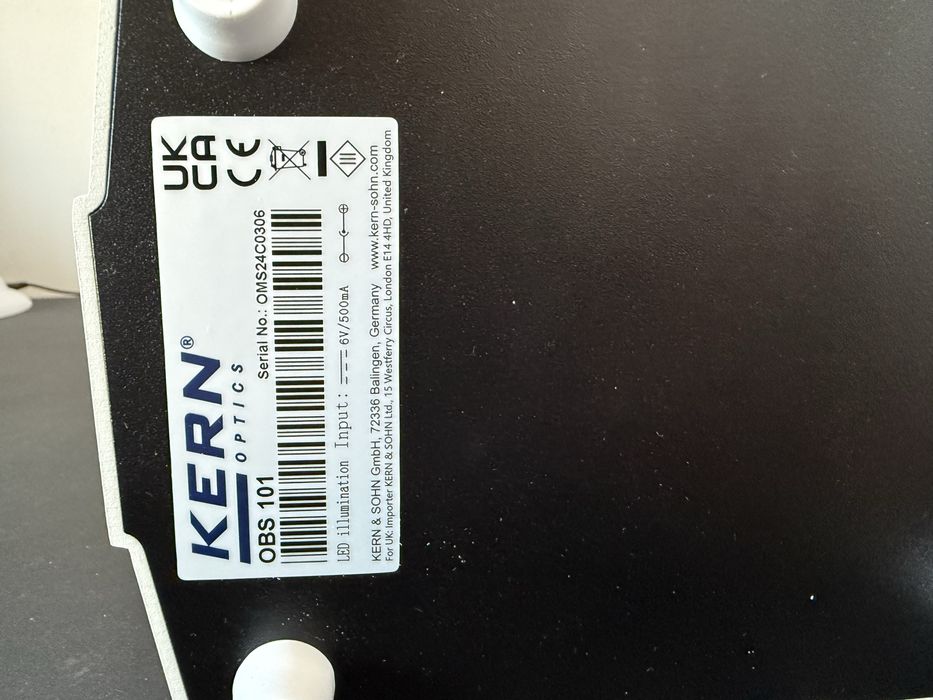 KERN®
OPTICS
OBS 101
Serial No.: OMS24C0306
LED illumination Input: 6V/500mA
KERN & SOHN GmbH, 72336 Balingen, Germany www.kern-sohn.com
For UK: Importer KERN & SOHN Ltd., 15 Westferry Circus, London E14 4HD, United Kingdom
UK
CA
CE